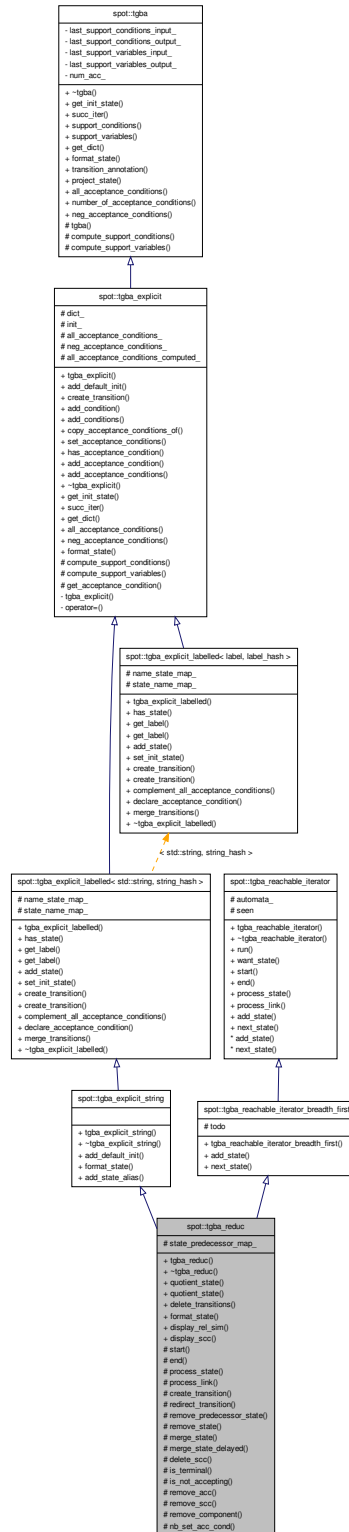 spot::tgba
- last_support_conditions_input_
- last_support_conditions_output_
- last_support_variables_input_
- last_support_variables_output_
- num_acc_
+ ~tgba()
+ get_init_state()
+ succ_iter()
+ support_conditions()
+ support_variables()
+ get_dict()
+ format_state()
+ transition_annotation()
+ project_state()
+ all_acceptance_conditions()
+ number_of_acceptance_conditions()
+ neg_acceptance_conditions()
# tgba()
# compute_support_conditions()
# compute_support_variables()
spot::tgba_explicit
# dict_
# init_
# all_acceptance_conditions_
# neg_acceptance_conditions_
# all_acceptance_conditions_computed_
+ tgba_explicit()
+ add_default_init()
+ create_transition()
+ add_condition()
+ add_conditions()
+ copy_acceptance_conditions_of()
+ set_acceptance_conditions()
+ has_acceptance_condition()
+ add_acceptance_condition()
+ add_acceptance_conditions()
+ ~tgba_explicit()
+ get_init_state()
+ succ_iter()
+ get_dict()
+ all_acceptance_conditions()
+ neg_acceptance_conditions()
+ format_state()
# compute_support_conditions()
# compute_support_variables()
# get_acceptance_condition()
- tgba_explicit()
- operator=()
spot::tgba_explicit_labelled< label, label_hash >
# name_state_map_
# state_name_map_
+ tgba_explicit_labelled()
+ has_state()
+ get_label()
+ get_label()
+ add_state()
+ set_init_state()
+ create_transition()
+ create_transition()
+ complement_all_acceptance_conditions()
+ declare_acceptance_condition()
+ merge_transitions()
+ ~tgba_explicit_labelled()
< std::string, string_hash >
spot::tgba_explicit_labelled< std::string, string_hash >
# name_state_map_
# state_name_map_
+ tgba_explicit_labelled()
+ has_state()
+ get_label()
+ get_label()
+ add_state()
+ set_init_state()
+ create_transition()
+ create_transition()
+ complement_all_acceptance_conditions()
+ declare_acceptance_condition()
+ merge_transitions()
+ ~tgba_explicit_labelled()
spot::tgba_reachable_iterator
# automata_
# seen
+ tgba_reachable_iterator()
+ ~tgba_reachable_iterator()
+ run()
+ want_state()
+ start()
+ end()
+ process_state()
+ process_link()
+ add_state()
+ next_state()
* add_state()
* next_state()
spot::tgba_explicit_string
+ tgba_explicit_string()
+ ~tgba_explicit_string()
+ add_default_init()
+ format_state()
+ add_state_alias()
spot::tgba_reachable_iterator_breadth_first
# todo
+ tgba_reachable_iterator_breadth_first()
+ add_state()
+ next_state()
spot::tgba_reduc
# state_predecessor_map_
+ tgba_reduc()
+ ~tgba_reduc()
+ quotient_state()
+ quotient_state()
+ delete_transitions()
+ format_state()
+ display_rel_sim()
+ display_scc()
# start()
# end()
# process_state()
# process_link()
# create_transition()
# redirect_transition()
# remove_predecessor_state()
# remove_state()
# merge_state()
# merge_state_delayed()
# delete_scc()
# is_terminal()
# is_not_accepting()
# remove_acc()
# remove_scc()
# remove_component()
# nb_set_acc_cond()